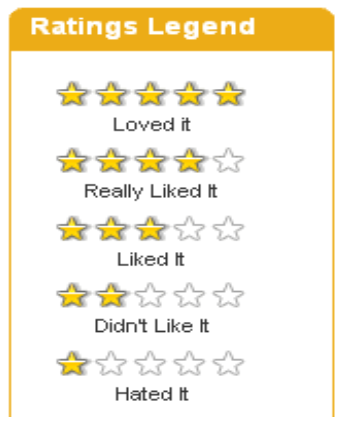 Ratings Legend
Loved it
Really Liked It
Liked It
Didn't Like It
Hated It